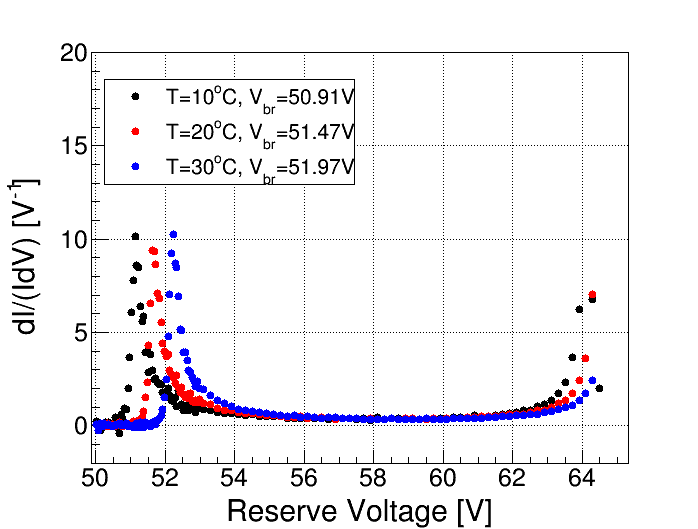 20
15
10
5
0
dI/(IdV) [V⁻¹]
T=10°C, V_br=50.91V
T=20°C, V_br=51.47V
T=30°C, V_br=51.97V
50 52 54 56 58 60 62 64
Reserve Voltage [V]